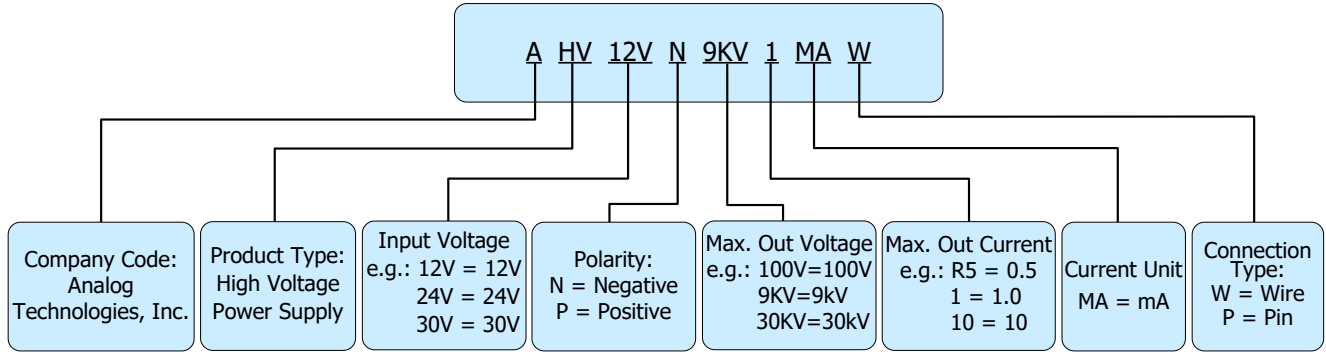 A HV 12V N 9KV 1 MA W
Company Code:
Analog
Technologies, Inc.
Product Type:
High Voltage
Power Supply
Input Voltage
e.g.: 12V = 12V
24V = 24V
30V = 30V
Polarity:
N = Negative
P = Positive
Max. Out Voltage
e.g.: 100V=100V
9KV=9kV
30KV=30kV
Max. Out Current
e.g.: R5 = 0.5
1 = 1.0
10 = 10
Current Unit
MA = mA
Connection
Type:
W = Wire
P = Pin